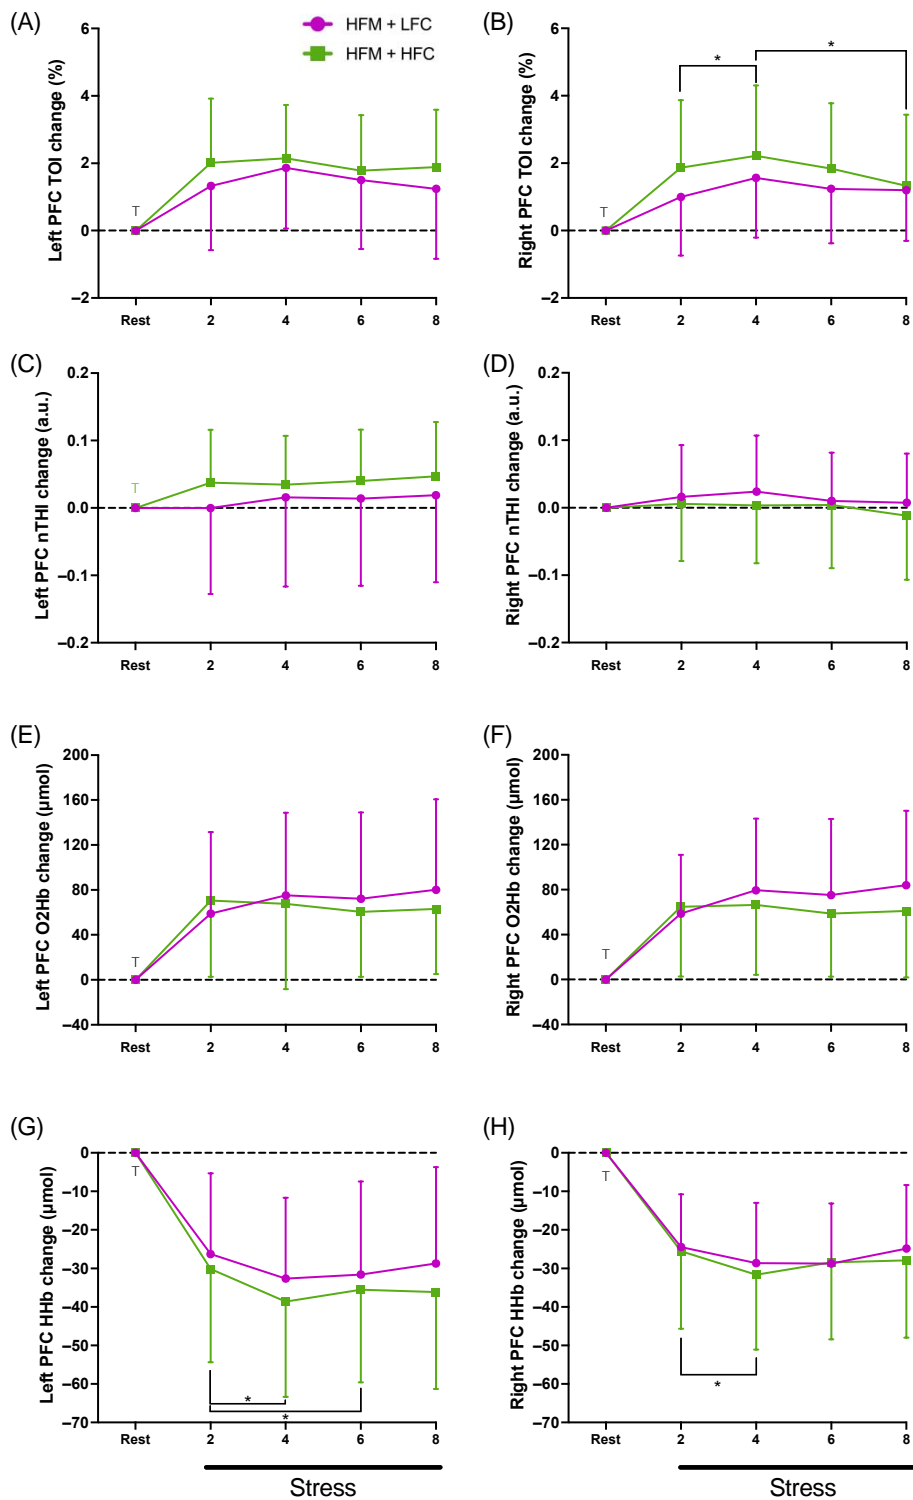 (A)
HFM + LFC
HFM + HFC
Left PFC TOI change (%)
6
4
2
0
–2
T
Rest 2 4 6 8
(B)
Right PFC TOI change (%)
6
4
2
0
–2
T
*
*
Rest 2 4 6 8
(C)
Left PFC nTHI change (a.u.)
0.2
0.1
0.0
–0.1
–0.2
T
Rest 2 4 6 8
(D)
Right PFC nTHI change (a.u.)
0.2
0.1
0.0
–0.1
–0.2
Rest 2 4 6 8
(E)
Left PFC O2Hb change (µmol)
200
160
120
80
40
0
–40
T
Rest 2 4 6 8
(F)
Right PFC O2Hb change (µmol)
200
160
120
80
40
0
–40
T
Rest 2 4 6 8
(G)
Left PFC HHb change (µmol)
0
–10
–20
–30
–40
–50
–60
–70
T
*
*
Rest 2 4 6 8
Stress
(H)
Right PFC HHb change (µmol)
0
–10
–20
–30
–40
–50
–60
–70
T
*
Rest 2 4 6 8
Stress